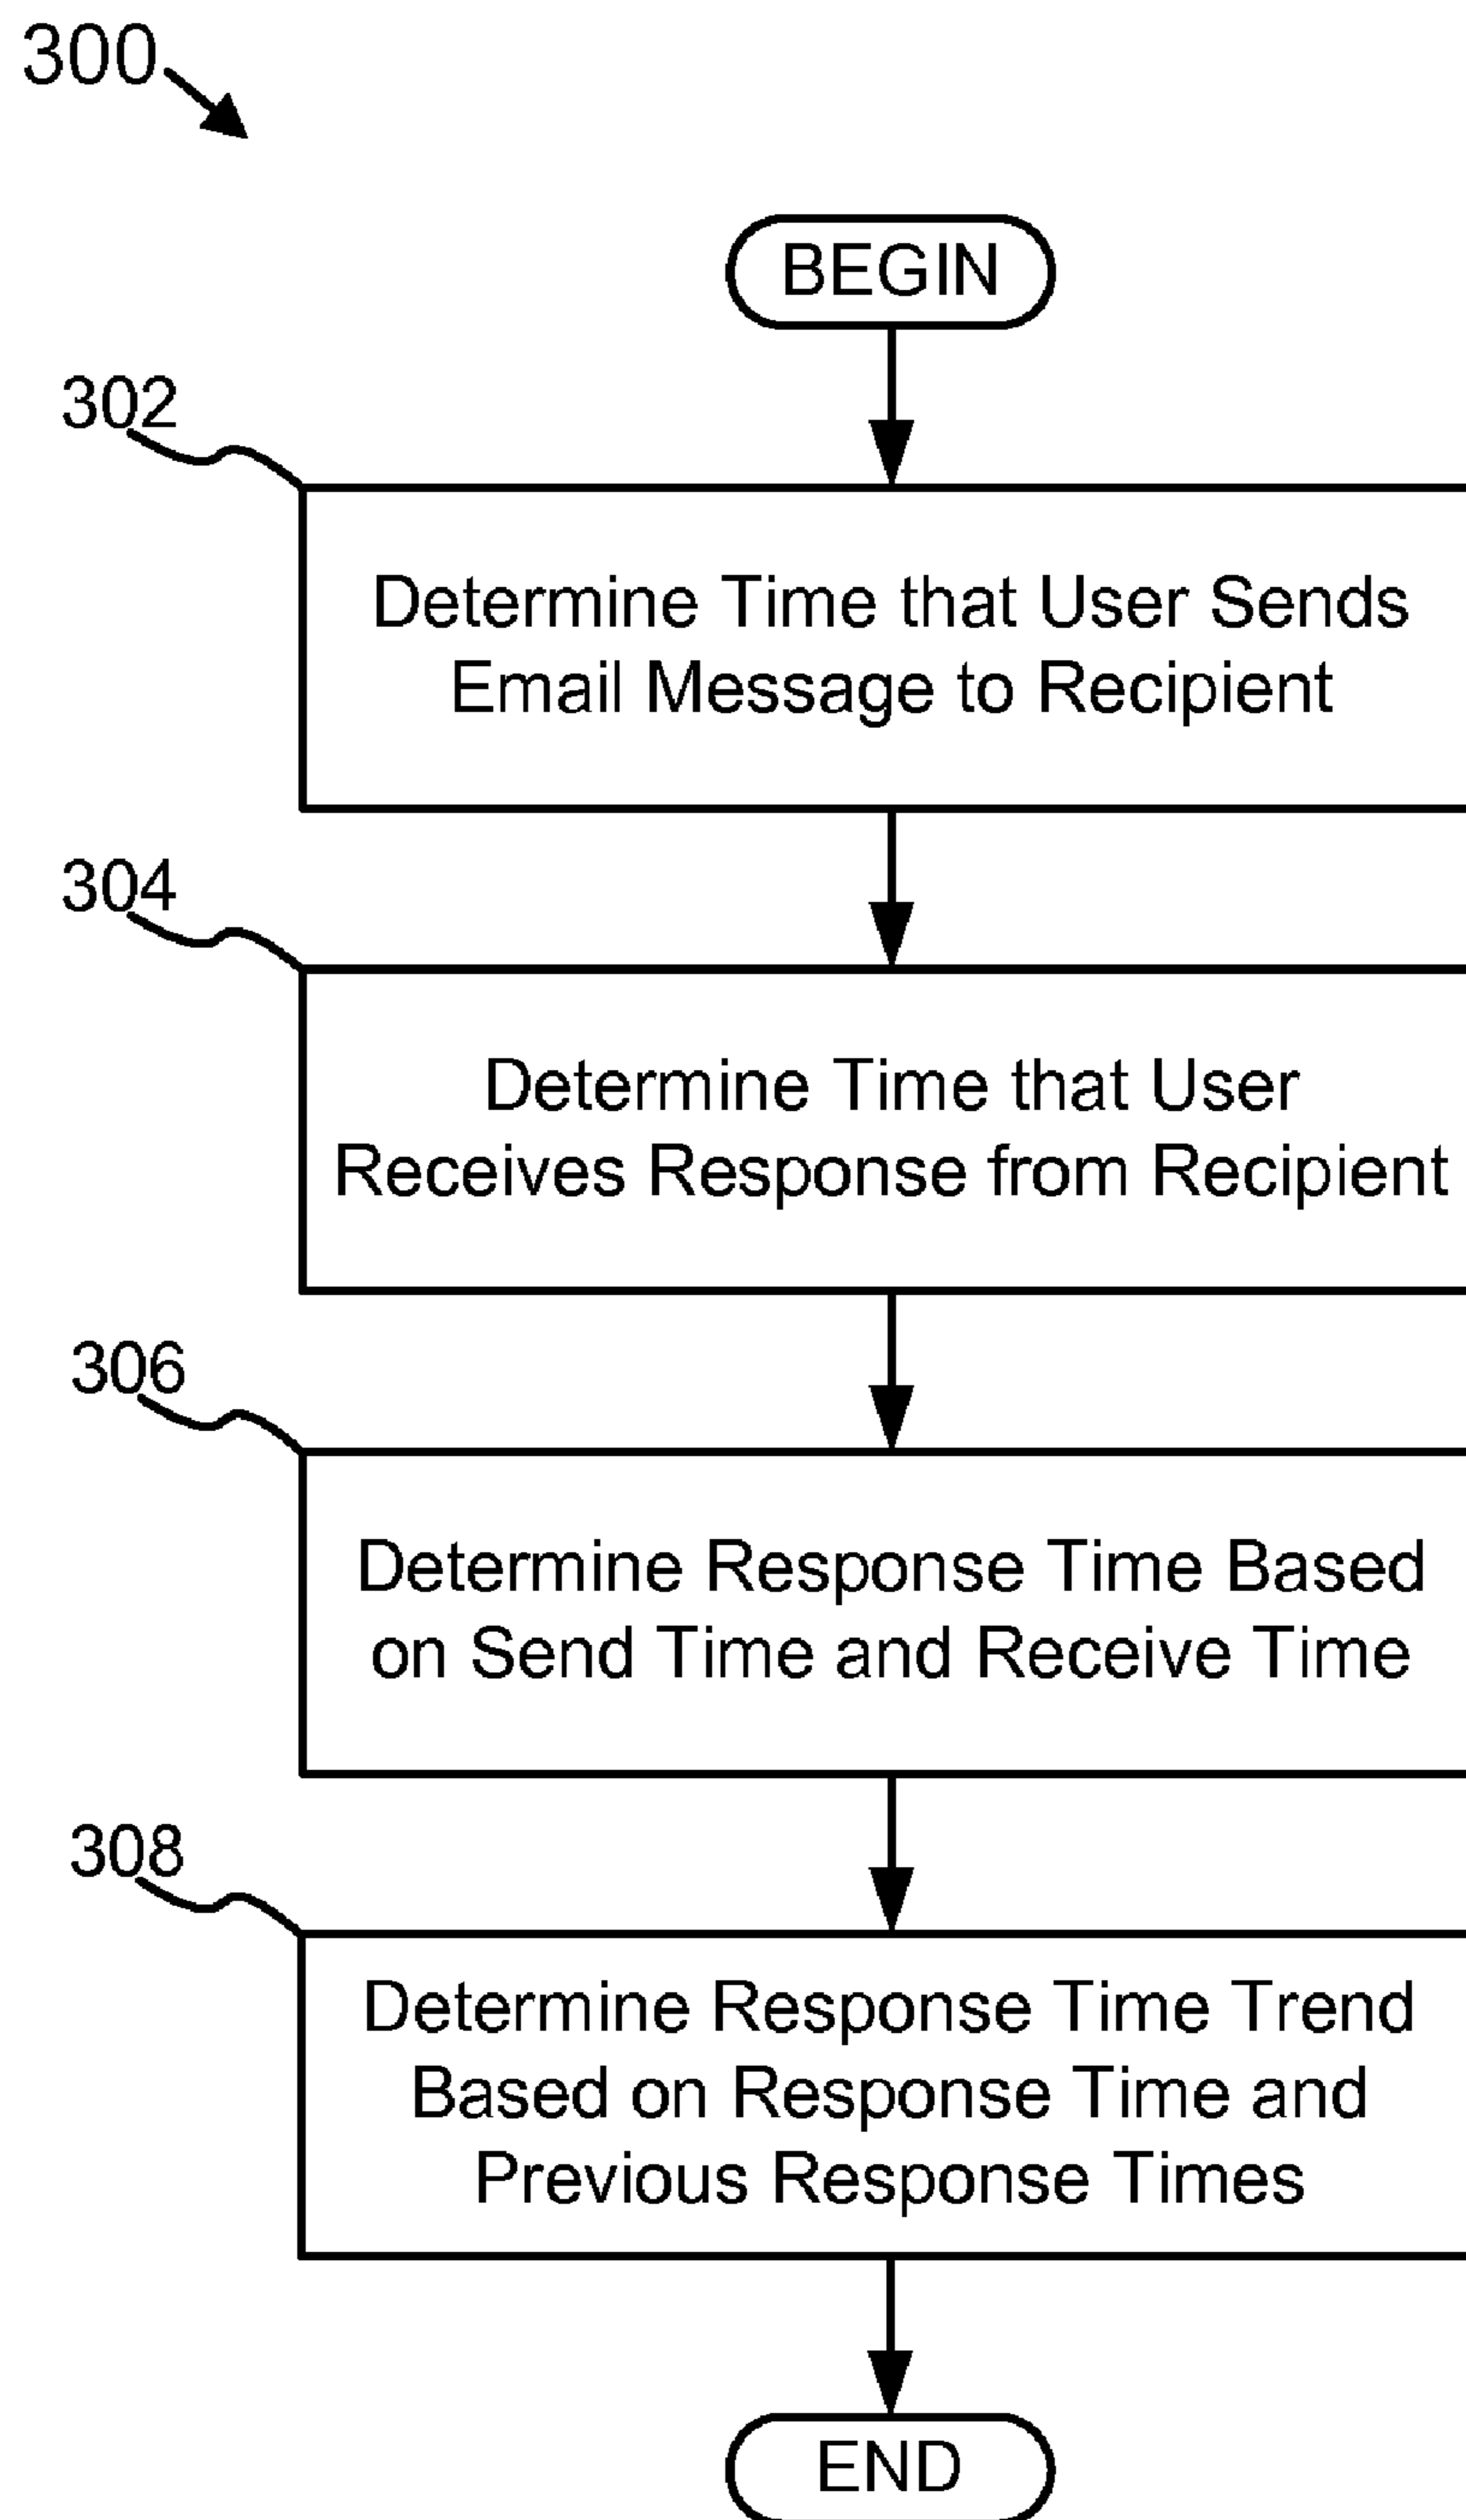 300
BEGIN
302
Determine Time that User Sends
Email Message to Recipient
304
Determine Time that User
Receives Response from Recipient
306
Determine Response Time Based
on Send Time and Receive Time
308
Determine Response Time Trend
Based on Response Time and
Previous Response Times
END